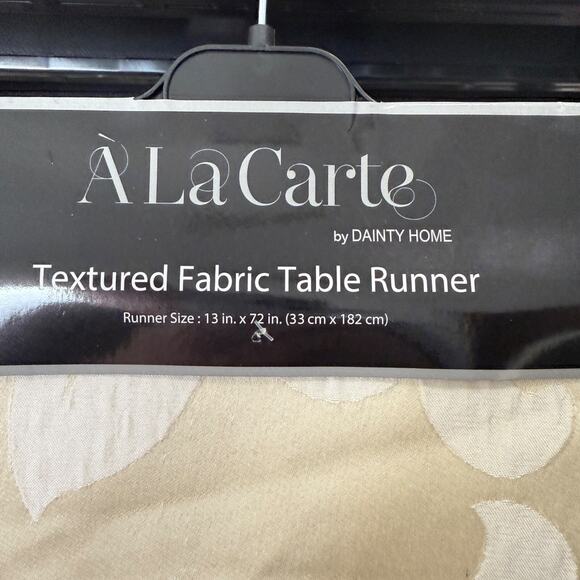 À La Carte
by DAINTY HOME
Textured Fabric Table Runner
Runner Size : 13 in. x 72 in. (33 cm x 182 cm)